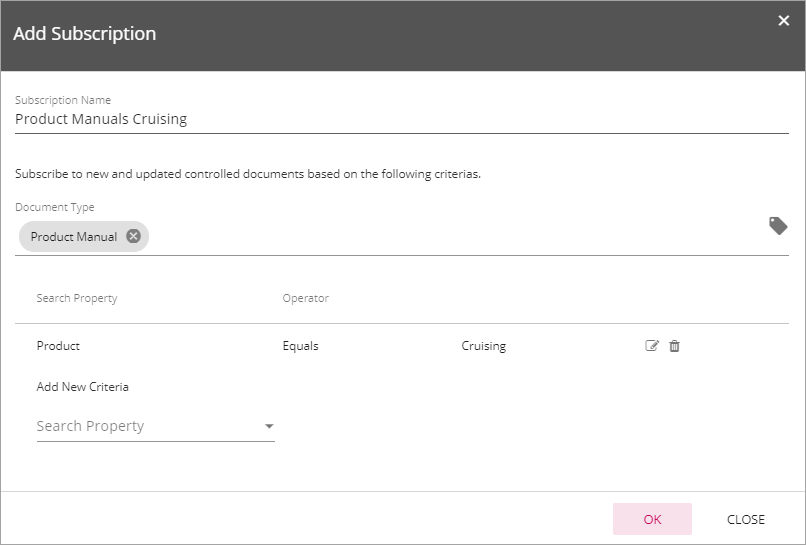 Add Subscription
Subscription Name
Product Manuals Cruising
Subscribe to new and updated controlled documents based on the following criterias.
Document Type
Product Manual
Search Property Operator
Product Equals Cruising
Add New Criteria
Search Property
OK CLOSE